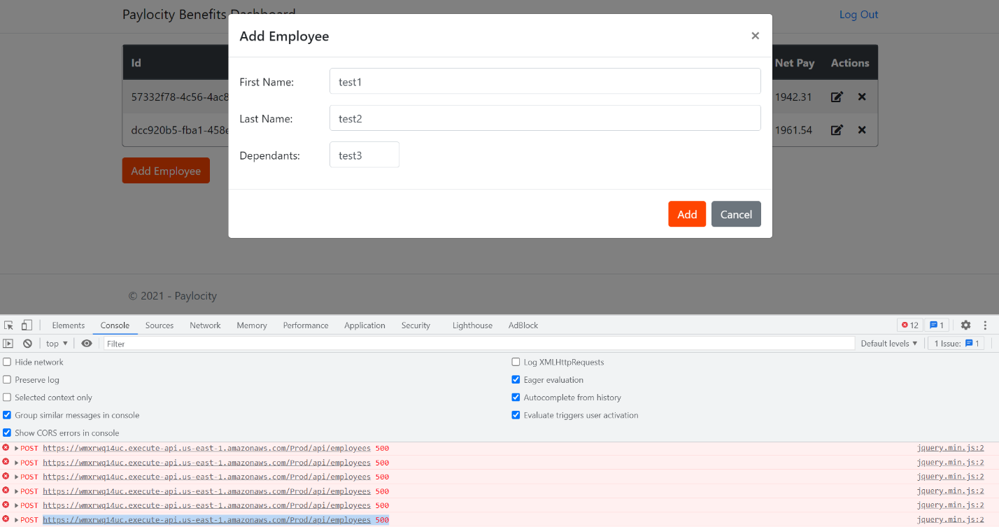 Paylocity Benefits Dashboard
Log Out
Add Employee
×
Id
Net Pay Actions
First Name: test1
57332f78-4c56-4ac8
1942.31
Last Name: test2
dcc920b5-fba1-458e
1961.54
Dependants: test3
Add Employee
Add Cancel
© 2021 - Paylocity
Elements Console Sources Network Memory Performance Application Security Lighthouse AdBlock 12 1
top Filter Default levels 1 Issue: 1
Hide network
Log XMLHttpRequests
Preserve log
Eager evaluation
Selected context only
Autocomplete from history
Group similar messages in console
Evaluate triggers user activation
Show CORS errors in console
POST https://wmxrwq14uc.execute-api.us-east-1.amazonaws.com/Prod/api/employees 500 jquery.min.js:2
POST https://wmxrwq14uc.execute-api.us-east-1.amazonaws.com/Prod/api/employees 500 jquery.min.js:2
POST https://wmxrwq14uc.execute-api.us-east-1.amazonaws.com/Prod/api/employees 500 jquery.min.js:2
POST https://wmxrwq14uc.execute-api.us-east-1.amazonaws.com/Prod/api/employees 500 jquery.min.js:2
POST https://wmxrwq14uc.execute-api.us-east-1.amazonaws.com/Prod/api/employees 500 jquery.min.js:2
POST https://wmxrwq14uc.execute-api.us-east-1.amazonaws.com/Prod/api/employees 500 jquery.min.js:2